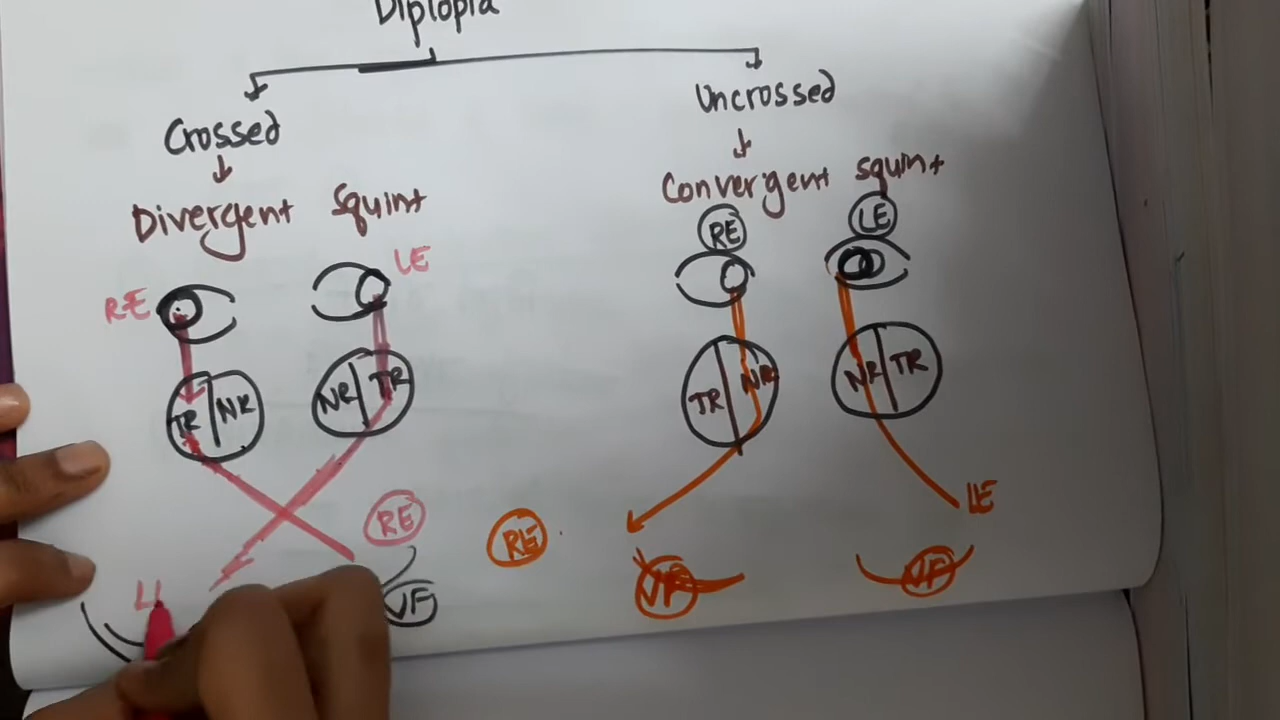 Diplopia
Crossed
Uncrossed
Divergent Squint
Convergent squint
RE
LE
RE
LE
TR NR
NR TR
TR NR
NR TR
RE
RE
LE
VF
VF
VF